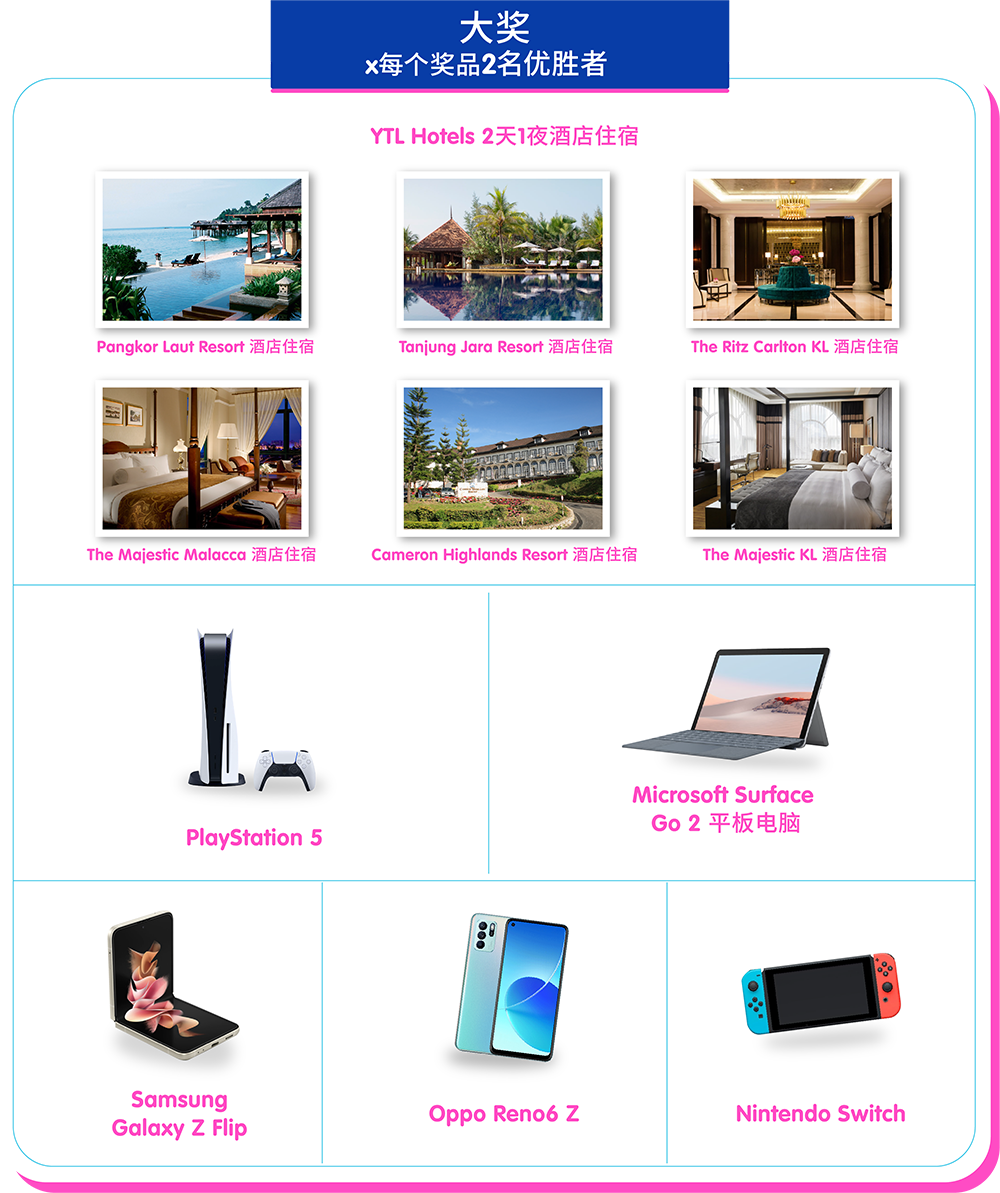 大奖
x每个奖品2名优胜者
YTL Hotels 2天1夜酒店住宿
Pangkor Laut Resort 酒店住宿
Tanjung Jara Resort 酒店住宿
The Ritz Carlton KL 酒店住宿
The Majestic Malacca 酒店住宿
Cameron Highlands Resort 酒店住宿
The Majestic KL 酒店住宿
PlayStation 5
Microsoft Surface
Go 2 平板电脑
Samsung
Galaxy Z Flip
Oppo Reno6 Z
Nintendo Switch